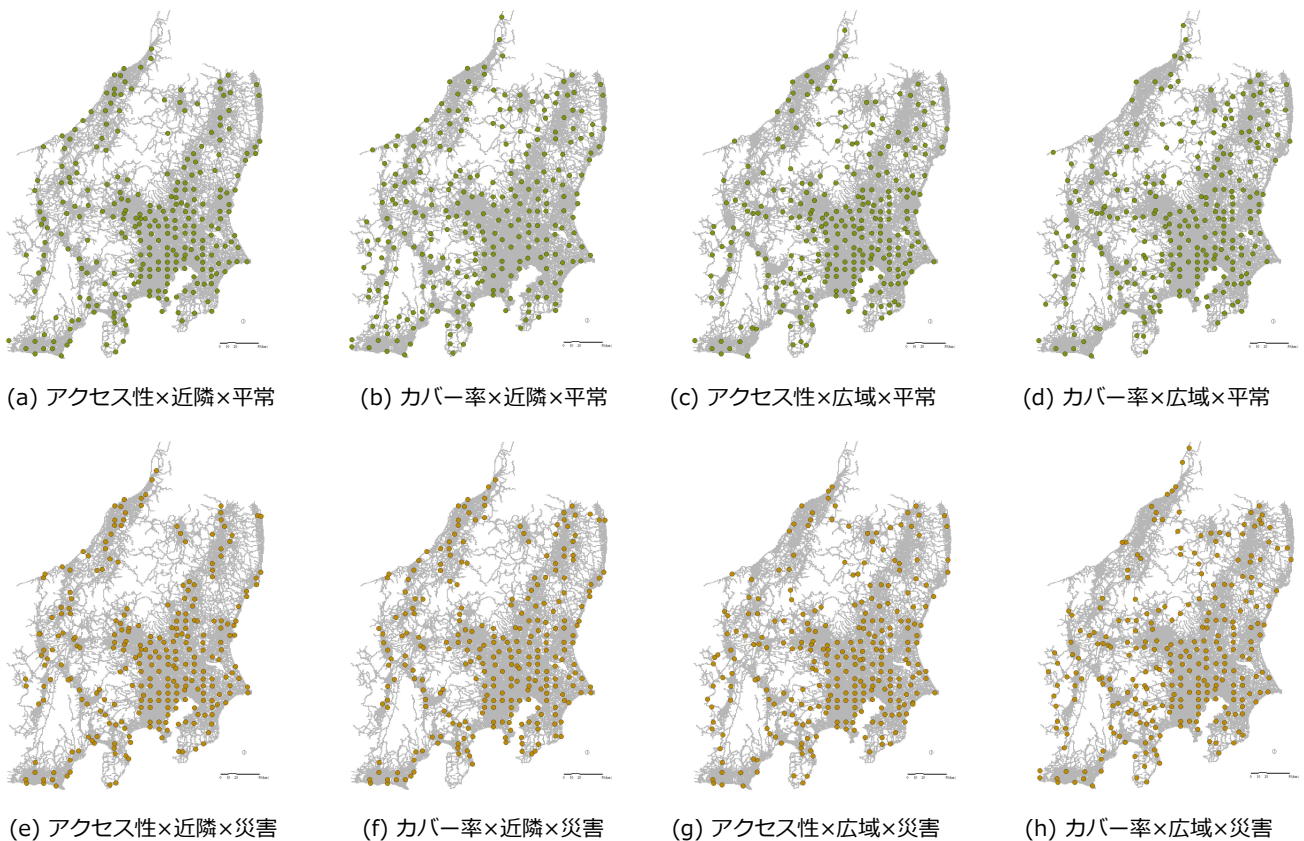 (a) アクセス性×近隣×平常
(b) カバー率×近隣×平常
(c) アクセス性×広域×平常
(d) カバー率×広域×平常
(e) アクセス性×近隣×災害
(f) カバー率×近隣×災害
(g) アクセス性×広域×災害
(h) カバー率×広域×災害